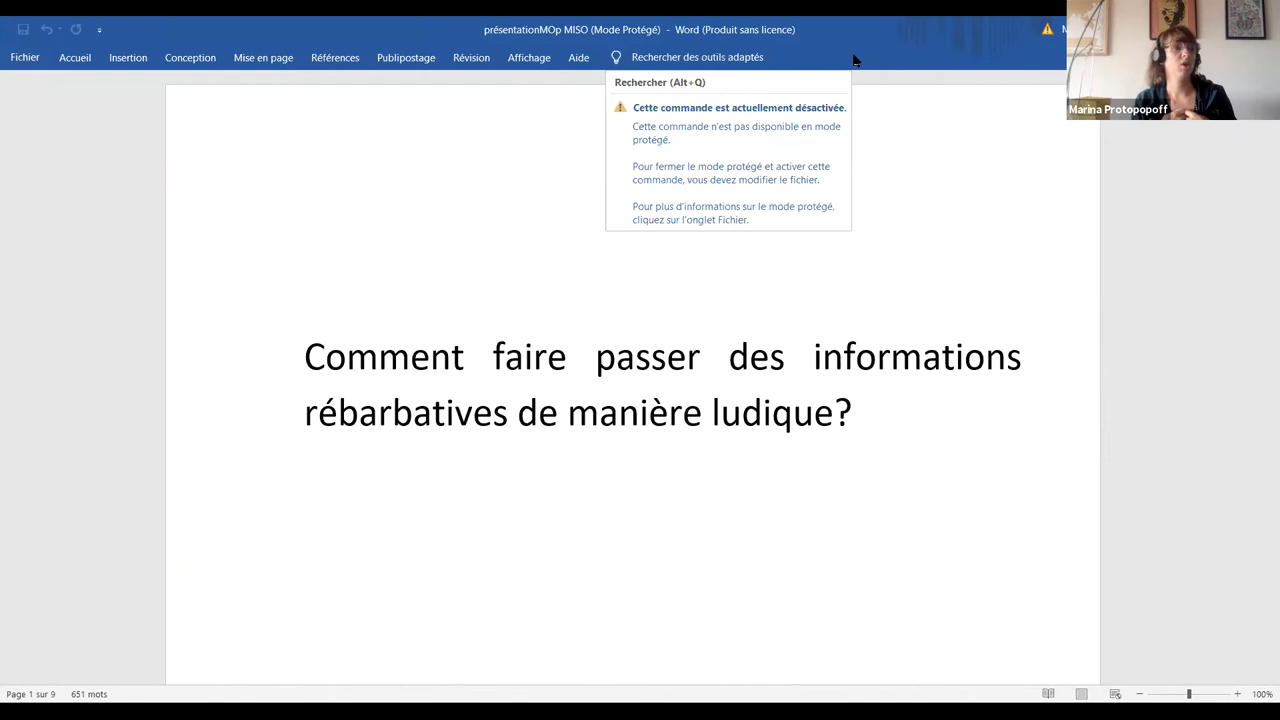 présentationMOp MISO (Mode Protégé) - Word (Produit sans licence)
Fichier Accueil Insertion Conception Mise en page Références Publipostage Révision Affichage Aide Rechercher des outils adaptés
Rechercher (Alt+Q)
Cette commande est actuellement désactivée.
Cette commande n'est pas disponible en mode
protégé.
Pour fermer le mode protégé et activer cette
commande, vous devez modifier le fichier.
Pour plus d'informations sur le mode protégé,
cliquez sur l'onglet Fichier.
Marina Protopopoff
Comment faire passer des informations
rébarbatives de manière ludique?
Page 1 sur 9 651 mots
100%